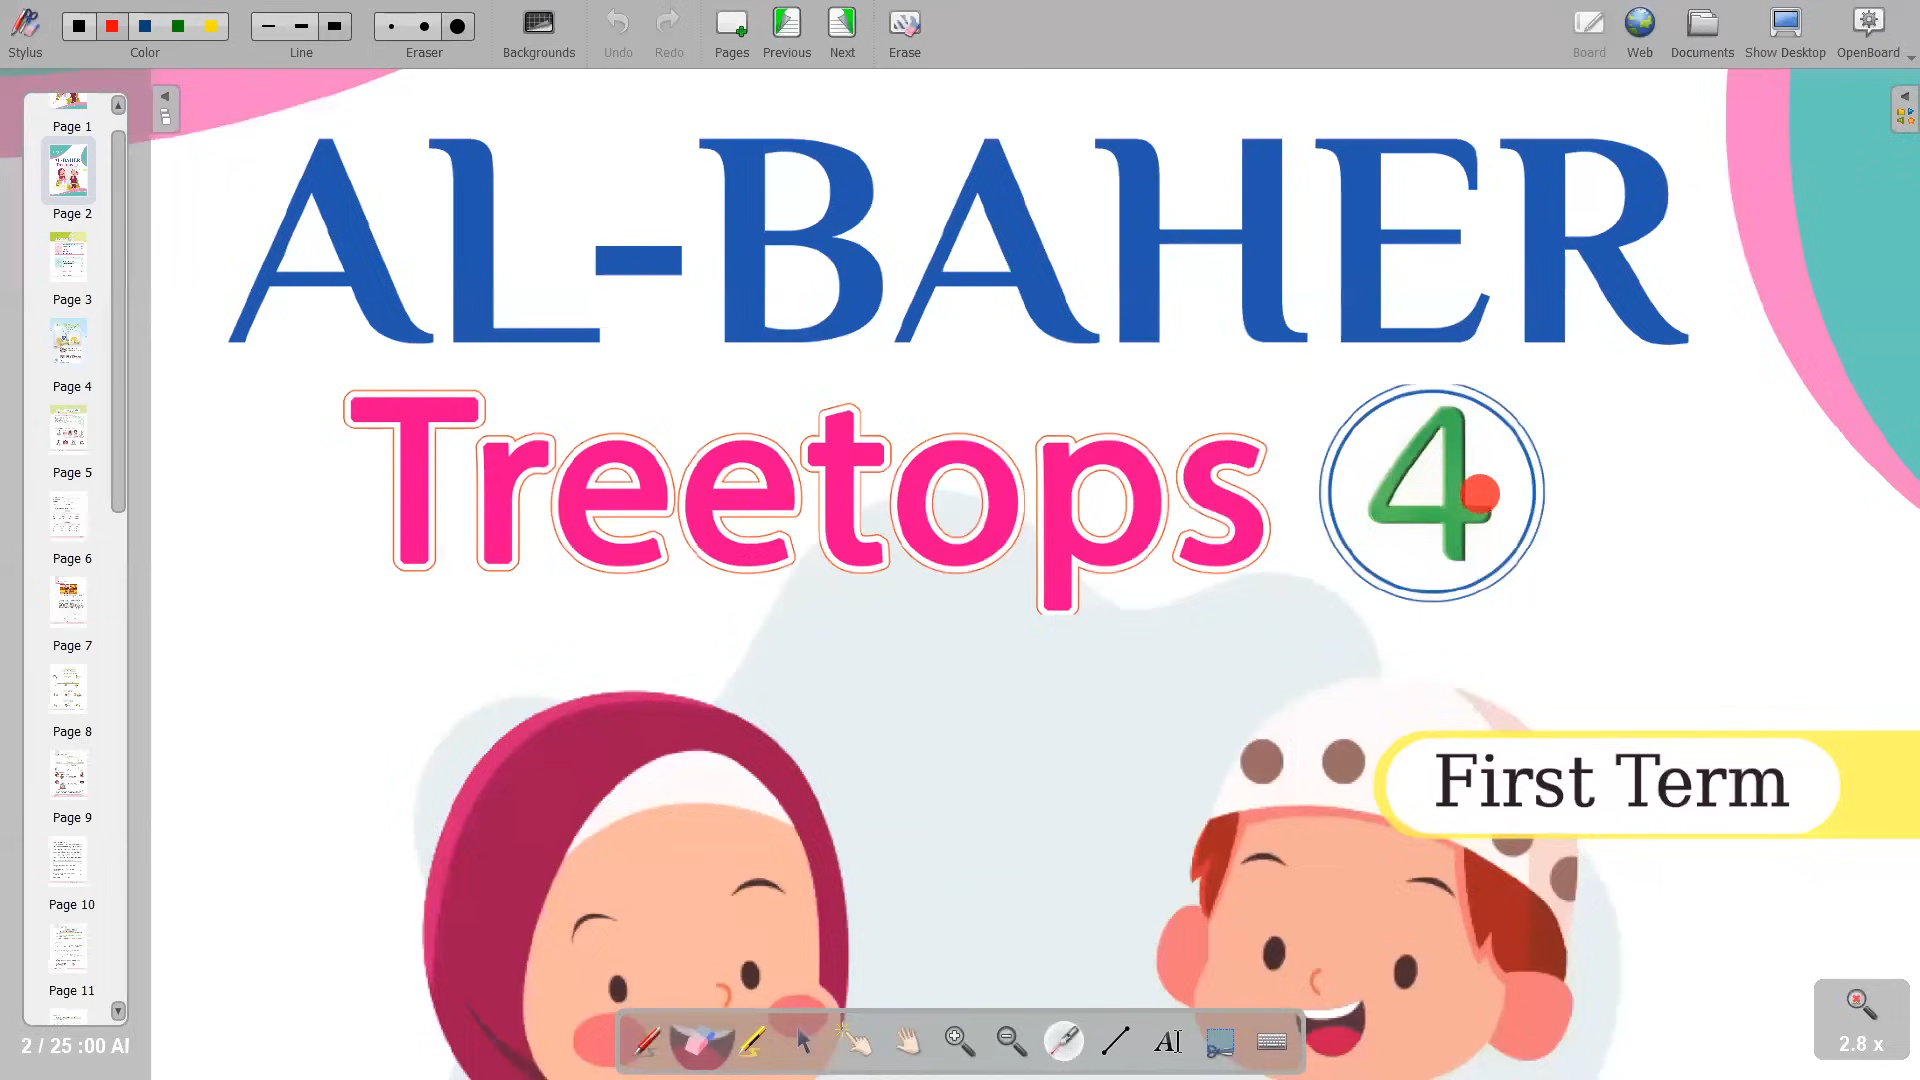 Stylus
Color
Line
Eraser
Backgrounds
Undo
Redo
Pages
Previous
Next
Erase
Board
Web
Documents
Show Desktop
OpenBoard
Page 1
Page 2
Page 3
Page 4
Page 5
Page 6
Page 7
Page 8
Page 9
Page 10
Page 11
2 / 25 :00 AI
AL-BAHER
Treetops 4
First Term
AI
2.8 x